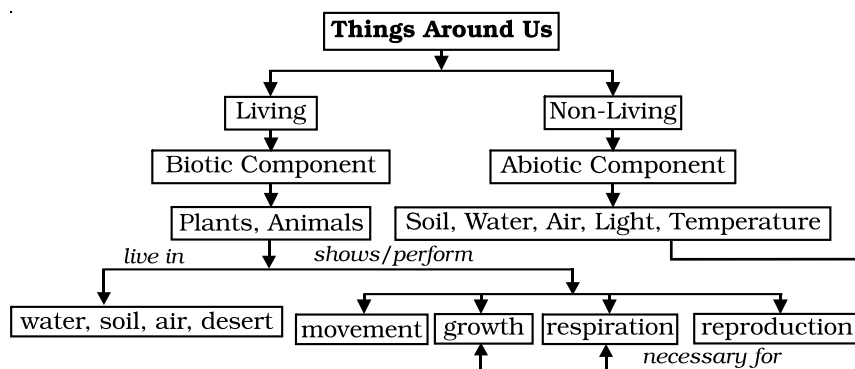 Things Around Us
Living
Non-Living
Biotic Component
Abiotic Component
Plants, Animals
Soil, Water, Air, Light, Temperature
live in
shows/perform
water, soil, air, desert
movement
growth
respiration
reproduction
necessary for